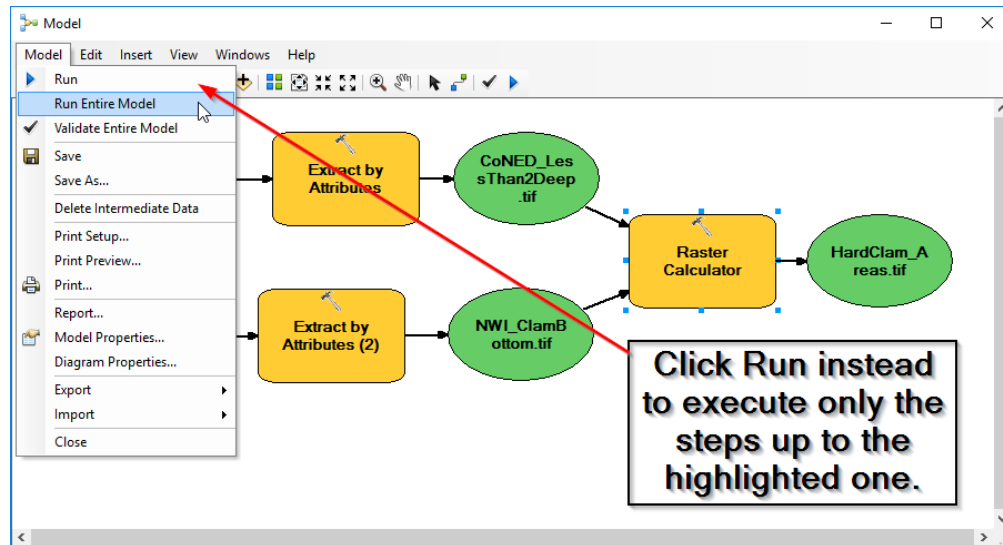 Model
Model Edit Insert View Windows Help
Run
Run Entire Model
Validate Entire Model
Save
Save As...
Delete Intermediate Data
Print Setup...
Print Preview...
Print...
Report...
Model Properties...
Diagram Properties...
Export
Import
Close
Extract by
Attributes
CoNED_Les
sThan2Deep
.tif
Raster
Calculator
HardClam_A
reas.tif
Extract by
Attributes (2)
NWI_ClamB
ottom.tif
Click Run instead
to execute only the
steps up to the
highlighted one.